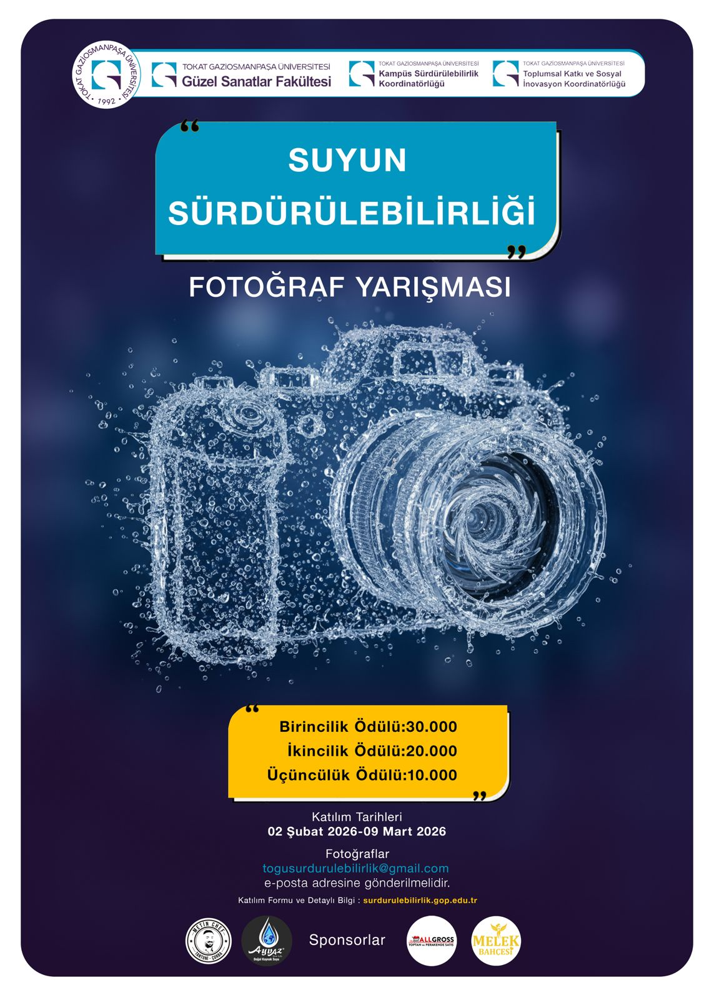 TOKAT GAZİOSMANPAŞA ÜNİVERSİTESİ
• 1992 •
TOKAT GAZİOSMANPAŞA ÜNİVERSİTESİ
Güzel Sanatlar Fakültesi
TOKAT GAZİOSMANPAŞA ÜNİVERSİTESİ
Kampüs Sürdürülebilirlik
Koordinatörlüğü
TOKAT GAZİOSMANPAŞA ÜNİVERSİTESİ
Toplumsal Katkı ve Sosyal
İnovasyon Koordinatörlüğü
“
SUYUN
SÜRDÜRÜLEBİLİRLİĞİ
”
FOTOĞRAF YARIŞMASI
“
Birincilik Ödülü:30.000
İkincilik Ödülü:20.000
Üçüncülük Ödülü:10.000
”
Katılım Tarihleri
02 Şubat 2026-09 Mart 2026
Fotoğraflar
togusurdurulebilirlik@gmail.com
e-posta adresine gönderilmelidir.
Katılım Formu ve Detaylı Bilgi : surdurulebilirlik.gop.edu.tr
METİN CHEF
TANTUNİ - ÇORBA
AYVAZ
Doğal Kaynak Suyu
Sponsorlar
ALLGROSS
TOPTAN ve PERAKENDE SATIŞ
MELEK
BAHÇESİ